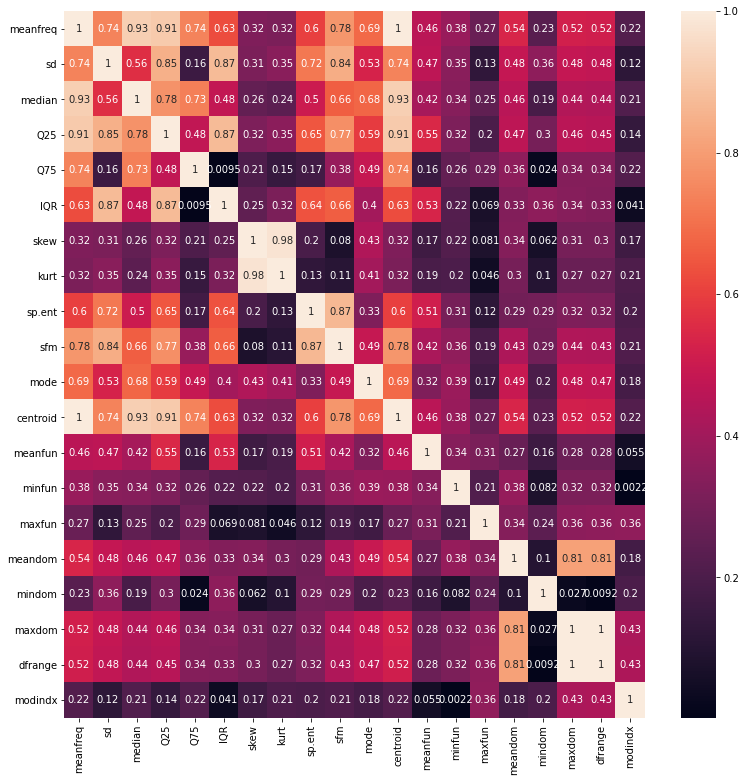 meanfreq 1 0.74 0.93 0.91 0.74 0.63 0.32 0.32 0.6 0.78 0.69 1 0.46 0.38 0.27 0.54 0.23 0.52 0.52 0.22
sd 0.74 1 0.56 0.85 0.16 0.87 0.31 0.35 0.72 0.84 0.53 0.74 0.47 0.35 0.13 0.48 0.36 0.48 0.48 0.12
median 0.93 0.56 1 0.78 0.73 0.48 0.26 0.24 0.5 0.66 0.68 0.93 0.42 0.34 0.25 0.46 0.19 0.44 0.44 0.21
Q25 0.91 0.85 0.78 1 0.48 0.87 0.32 0.35 0.65 0.77 0.59 0.91 0.55 0.32 0.2 0.47 0.3 0.46 0.45 0.14
Q75 0.74 0.16 0.73 0.48 1 0.0095 0.21 0.15 0.17 0.38 0.49 0.74 0.16 0.26 0.29 0.36 0.024 0.34 0.34 0.22
IQR 0.63 0.87 0.48 0.87 0.0095 1 0.25 0.32 0.64 0.66 0.4 0.63 0.53 0.22 0.069 0.33 0.36 0.34 0.33 0.041
skew 0.32 0.31 0.26 0.32 0.21 0.25 1 0.98 0.2 0.08 0.43 0.32 0.17 0.22 0.081 0.34 0.062 0.31 0.3 0.17
kurt 0.32 0.35 0.24 0.35 0.15 0.32 0.98 1 0.13 0.11 0.41 0.32 0.19 0.2 0.046 0.3 0.1 0.27 0.27 0.21
sp.ent 0.6 0.72 0.5 0.65 0.17 0.64 0.2 0.13 1 0.87 0.33 0.6 0.51 0.31 0.12 0.29 0.29 0.32 0.32 0.2
sfm 0.78 0.84 0.66 0.77 0.38 0.66 0.08 0.11 0.87 1 0.49 0.78 0.42 0.36 0.19 0.43 0.29 0.44 0.43 0.21
mode 0.69 0.53 0.68 0.59 0.49 0.4 0.43 0.41 0.33 0.49 1 0.69 0.32 0.39 0.17 0.49 0.2 0.48 0.47 0.18
centroid 1 0.74 0.93 0.91 0.74 0.63 0.32 0.32 0.6 0.78 0.69 1 0.46 0.38 0.27 0.54 0.23 0.52 0.52 0.22
meanfun 0.46 0.47 0.42 0.55 0.16 0.53 0.17 0.19 0.51 0.42 0.32 0.46 1 0.34 0.31 0.27 0.16 0.28 0.28 0.055
minfun 0.38 0.35 0.34 0.32 0.26 0.22 0.22 0.2 0.31 0.36 0.39 0.38 0.34 1 0.21 0.38 0.082 0.32 0.32 0.0022
maxfun 0.27 0.13 0.25 0.2 0.29 0.069 0.081 0.046 0.12 0.19 0.17 0.27 0.31 0.21 1 0.34 0.24 0.36 0.36 0.36
meandom 0.54 0.48 0.46 0.47 0.36 0.33 0.34 0.3 0.29 0.43 0.49 0.54 0.27 0.38 0.34 1 0.1 0.81 0.81 0.18
mindom 0.23 0.36 0.19 0.3 0.024 0.36 0.062 0.1 0.29 0.29 0.2 0.23 0.16 0.082 0.24 0.1 1 0.027 0.0092 0.2
maxdom 0.52 0.48 0.44 0.46 0.34 0.34 0.31 0.27 0.32 0.44 0.48 0.52 0.28 0.32 0.36 0.81 0.027 1 1 0.43
dfrange 0.52 0.48 0.44 0.45 0.34 0.33 0.3 0.27 0.32 0.43 0.47 0.52 0.28 0.32 0.36 0.81 0.0092 1 1 0.43
modindx 0.22 0.12 0.21 0.14 0.22 0.041 0.17 0.21 0.2 0.21 0.18 0.22 0.055 0.0022 0.36 0.18 0.2 0.43 0.43 1
meanfreq sd median Q25 Q75 IQR skew kurt sp.ent sfm mode centroid meanfun minfun maxfun meandom mindom maxdom dfrange modindx
1.0
0.8
0.6
0.4
0.2